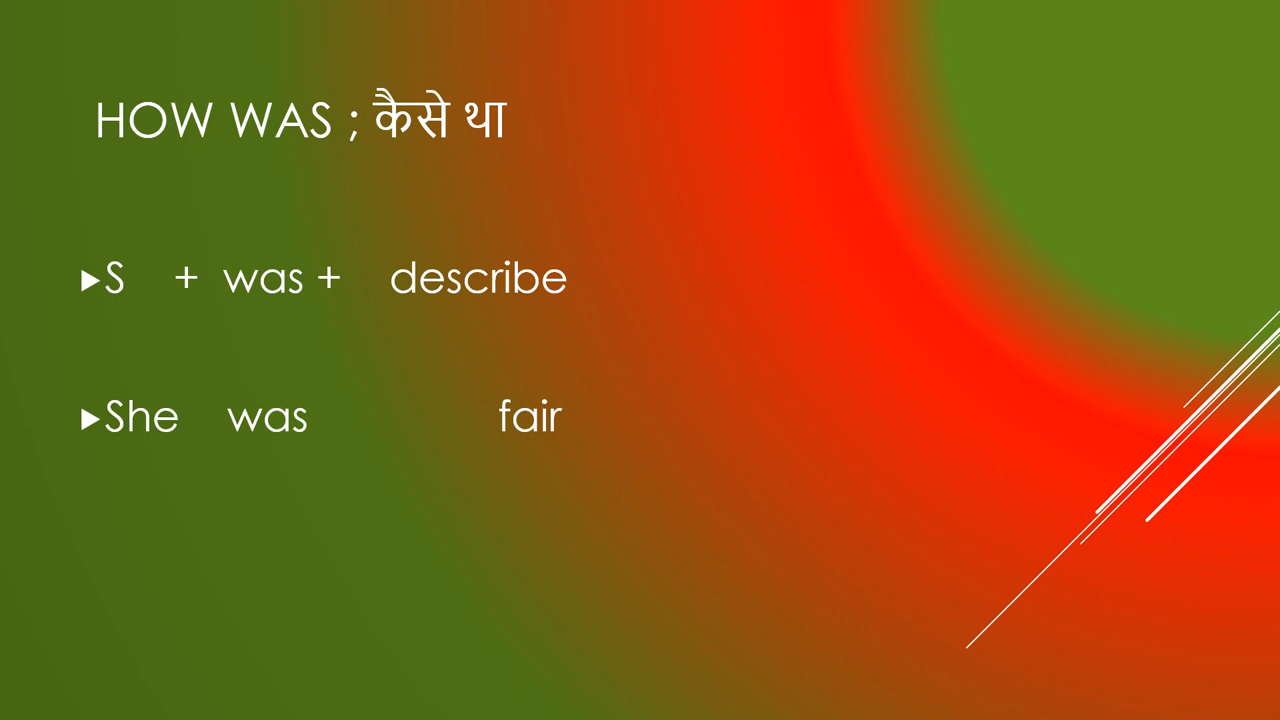 HOW WAS ; कैसे था
S + was + describe
She was fair